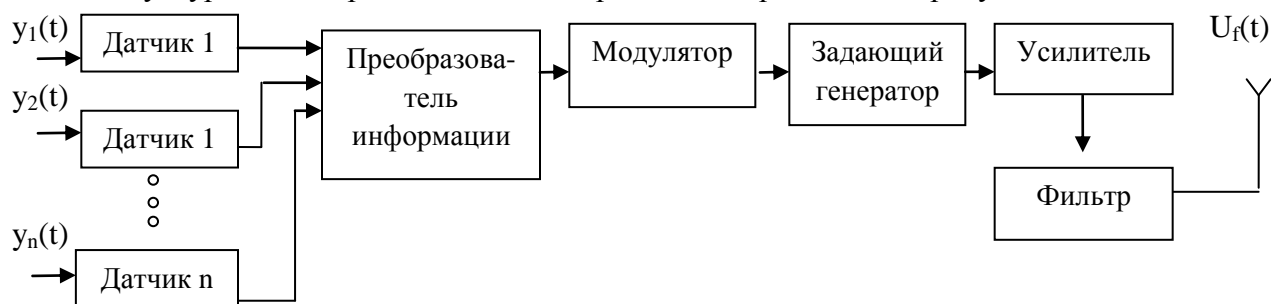 y1(t)
Датчик 1
y2(t)
Датчик 1
yn(t)
Датчик n
Преобразова-
тель
информации
Модулятор
Задающий
генератор
Усилитель
Фильтр
Uf(t)